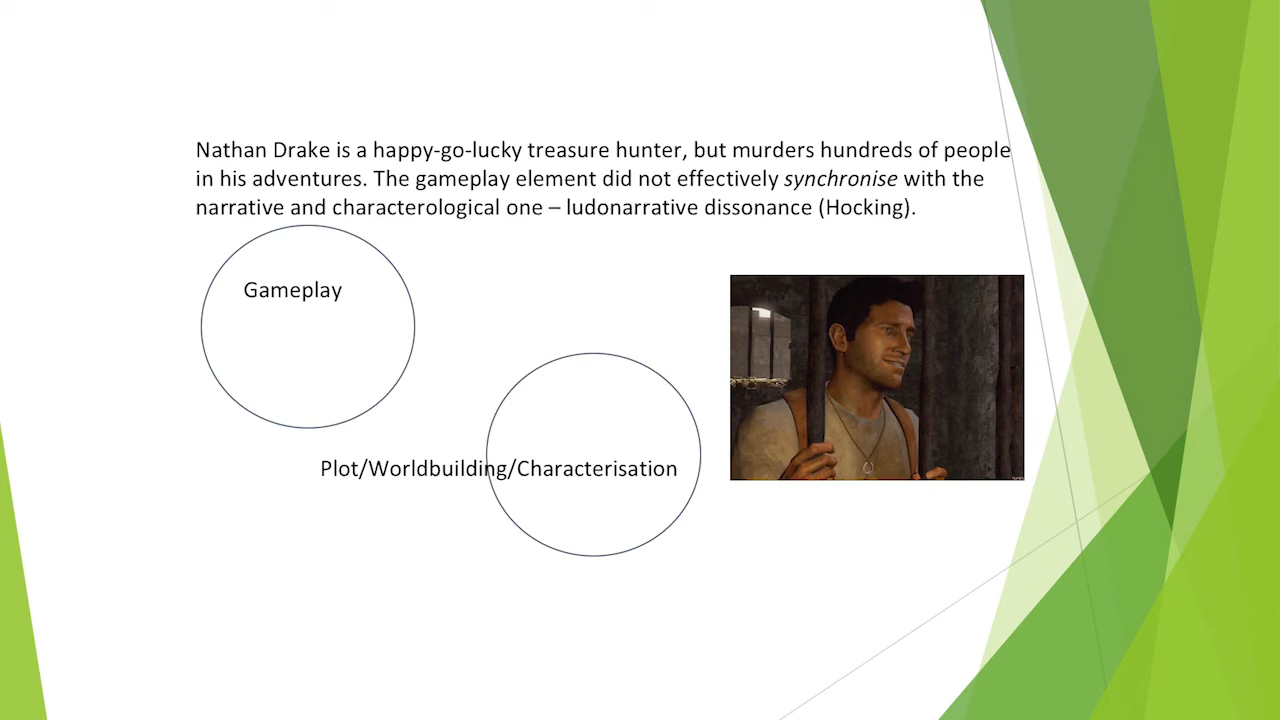 Nathan Drake is a happy-go-lucky treasure hunter, but murders hundreds of people
in his adventures. The gameplay element did not effectively synchronise with the
narrative and characterological one – ludonarrative dissonance (Hocking).
Gameplay
Plot/Worldbuilding/Characterisation